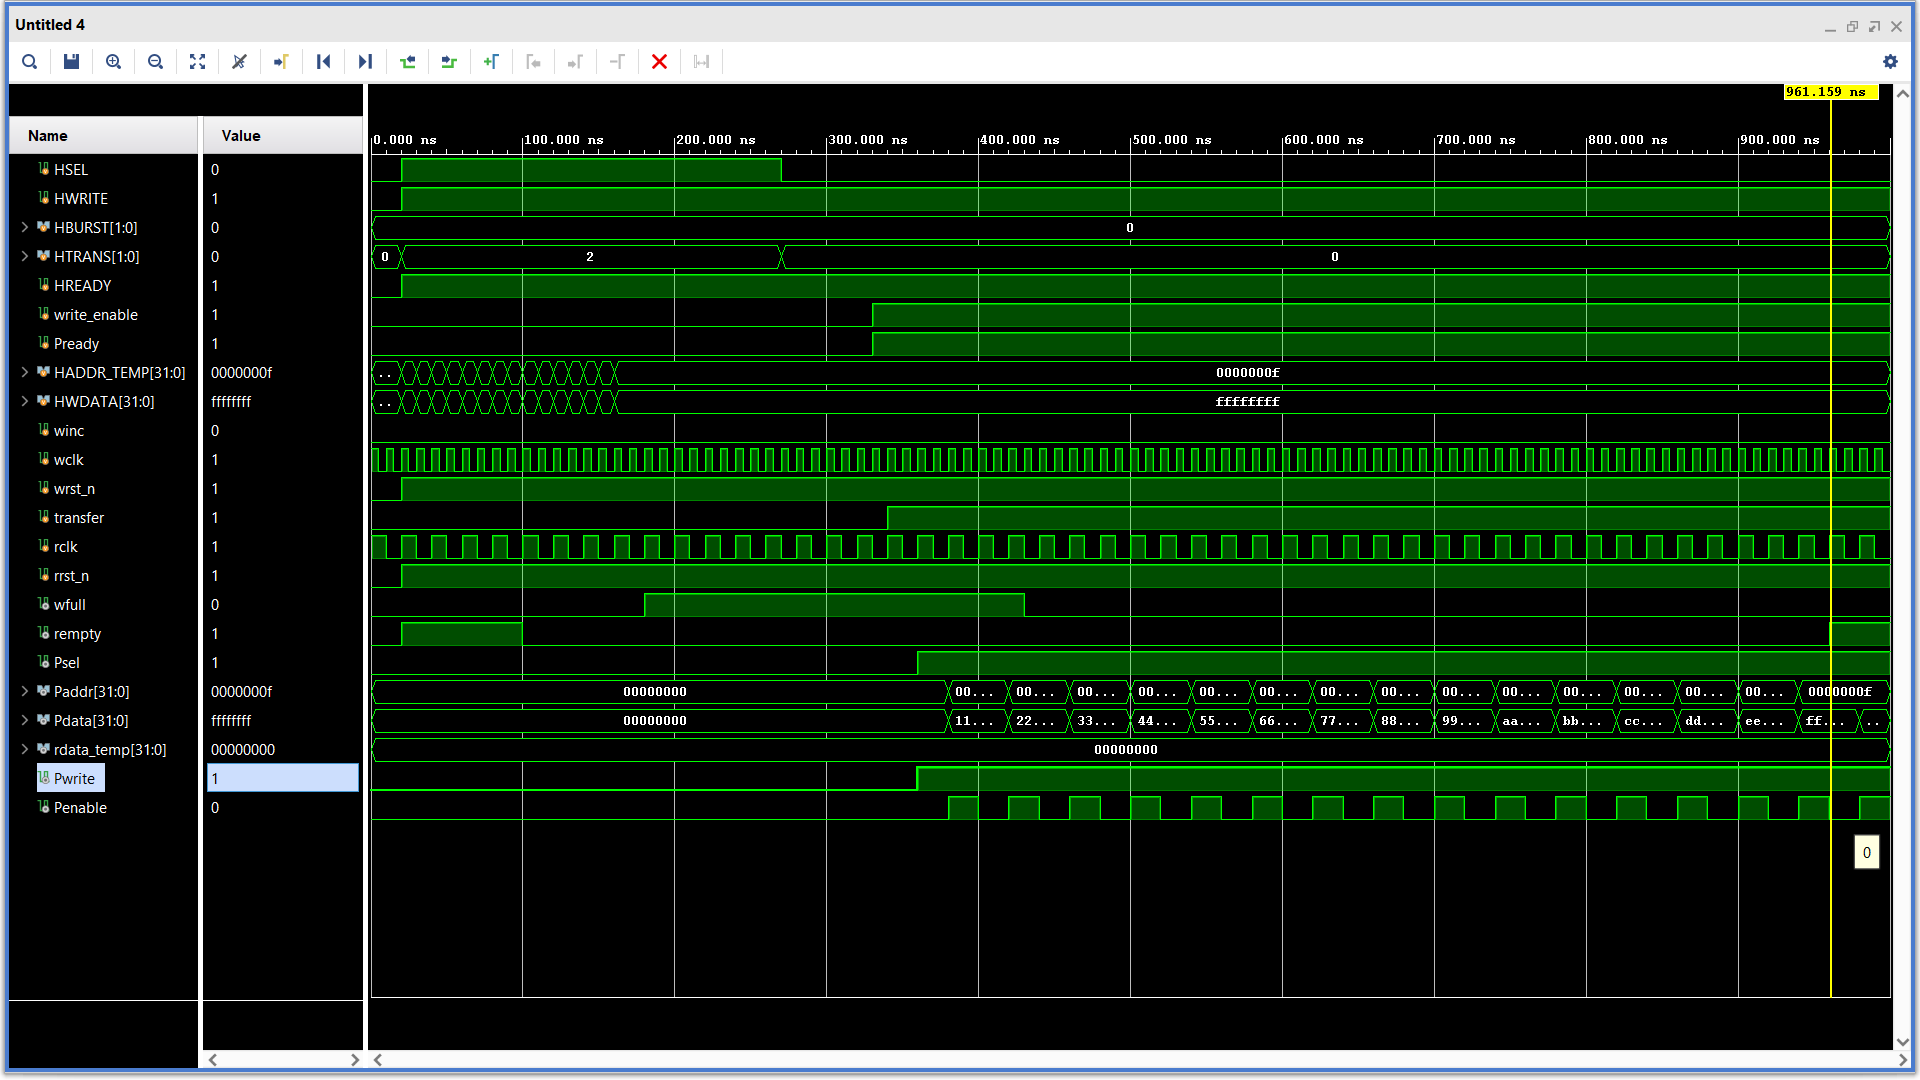 Untitled 4
961.159 ns
Name Value
0.000 ns 100.000 ns 200.000 ns 300.000 ns 400.000 ns 500.000 ns 600.000 ns 700.000 ns 800.000 ns 900.000 ns
HSEL 0
HWRITE 1
HBURST[1:0] 0 0
HTRANS[1:0] 0 0 2 0
HREADY 1
write_enable 1
Pready 1
HADDR_TEMP[31:0] 0000000f .. 0000000f
HWDATA[31:0] ffffffff .. ffffffff
winc 0
wclk 1
wrst_n 1
transfer 1
rclk 1
rrst_n 1
wfull 0
rempty 1
Psel 1
Paddr[31:0] 0000000f 00000000 00... 00... 00... 00... 00... 00... 00... 00... 00... 00... 00... 00... 00... 00... 0000000f
Pdata[31:0] ffffffff 00000000 11... 22... 33... 44... 55... 66... 77... 88... 99... aa... bb... cc... dd... ee... ff... ..
rdata_temp[31:0] 00000000 00000000
Pwrite 1
Penable 0
0